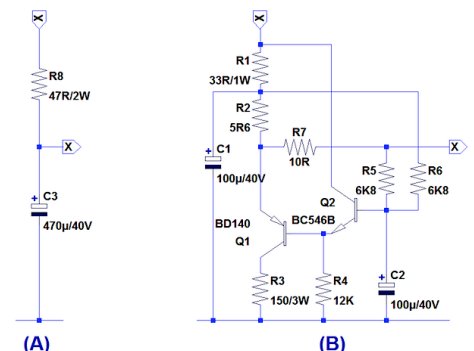 X
R8
47R/2W
X
C3
470µ/40V
(A)
X
R1
33R/1W
R2
5R6
C1
100µ/40V
R7
10R
X
R5
6K8
R6
6K8
Q2
BC546B
BD140
Q1
R3
150/3W
R4
12K
C2
100µ/40V
(B)